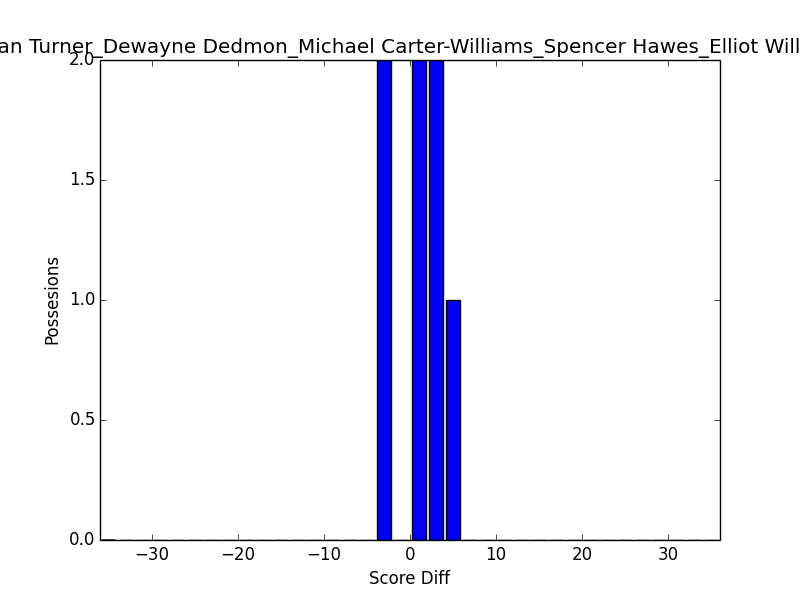 an Turner_Dewayne Dedmon_Michael Carter-Williams_Spencer Hawes_Elliot Will
2.0
1.5
1.0
0.5
0.0
Possesions
−30 −20 −10 0 10 20 30
Score Diff